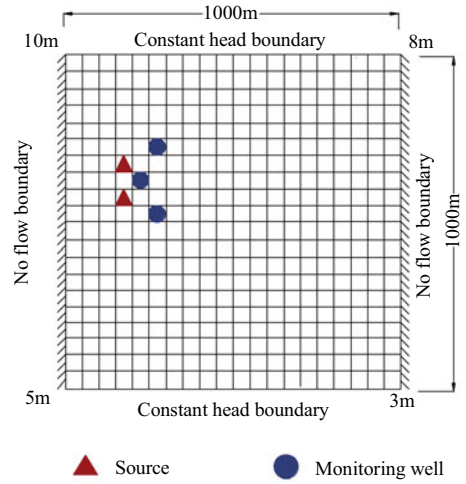 1000m
10m
Constant head boundary
8m
No flow boundary
No flow boundary
1000m
5m
Constant head boundary
3m
Source
Monitoring well